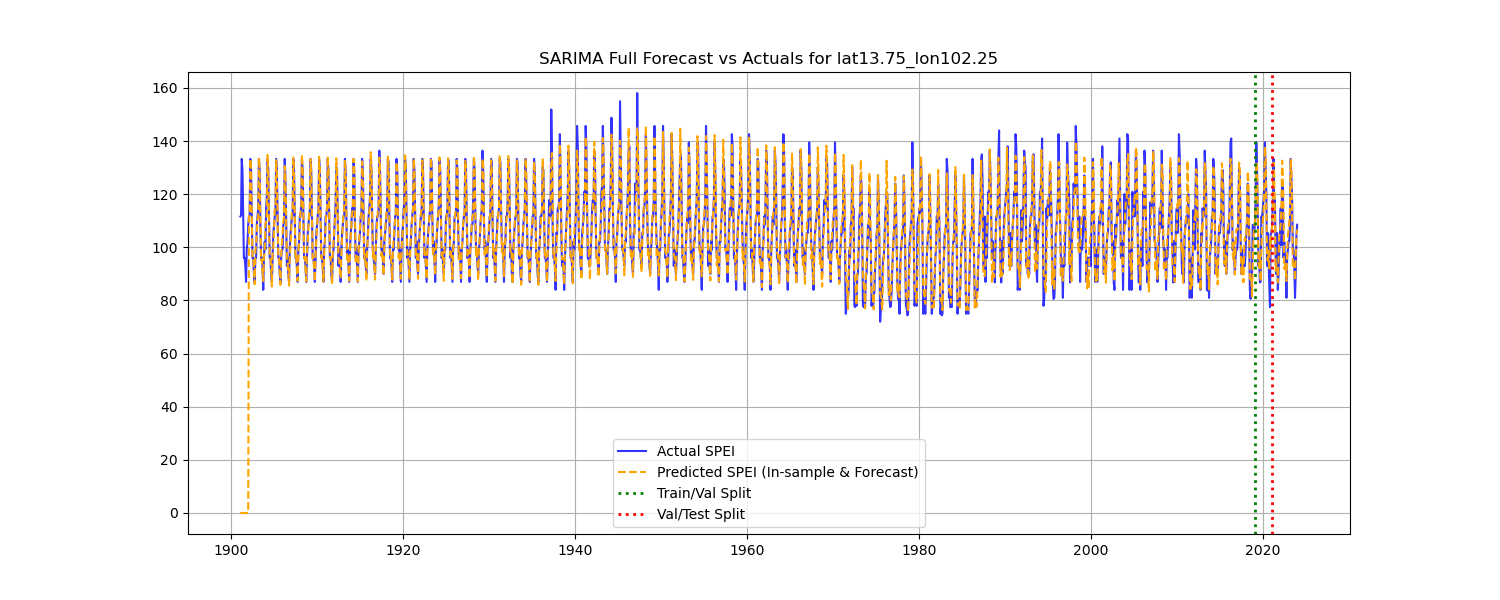 SARIMA Full Forecast vs Actuals for lat13.75_lon102.25
160
140
120
100
80
60
40
20
0
Actual SPEI
Predicted SPEI (In-sample & Forecast)
Train/Val Split
Val/Test Split
1900 1920 1940 1960 1980 2000 2020